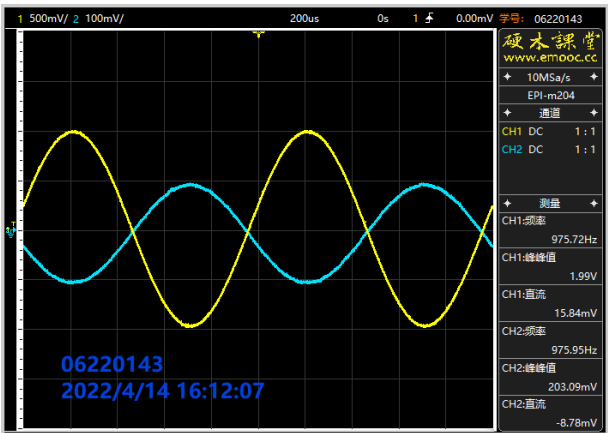 1 500mV/ 2 100mV/ 200us 0s 1 0.00mV 学号: 06220143
硬木課堂
www.emooc.cc
10MSa/s
EPI-m204
通道
CH1 DC 1 : 1
CH2 DC 1 : 1
测量
CH1:频率
975.72Hz
CH1:峰峰值
1.99V
CH1:直流
15.84mV
CH2:频率
975.95Hz
CH2:峰峰值
203.09mV
CH2:直流
-8.78mV
06220143
2022/4/14 16:12:07